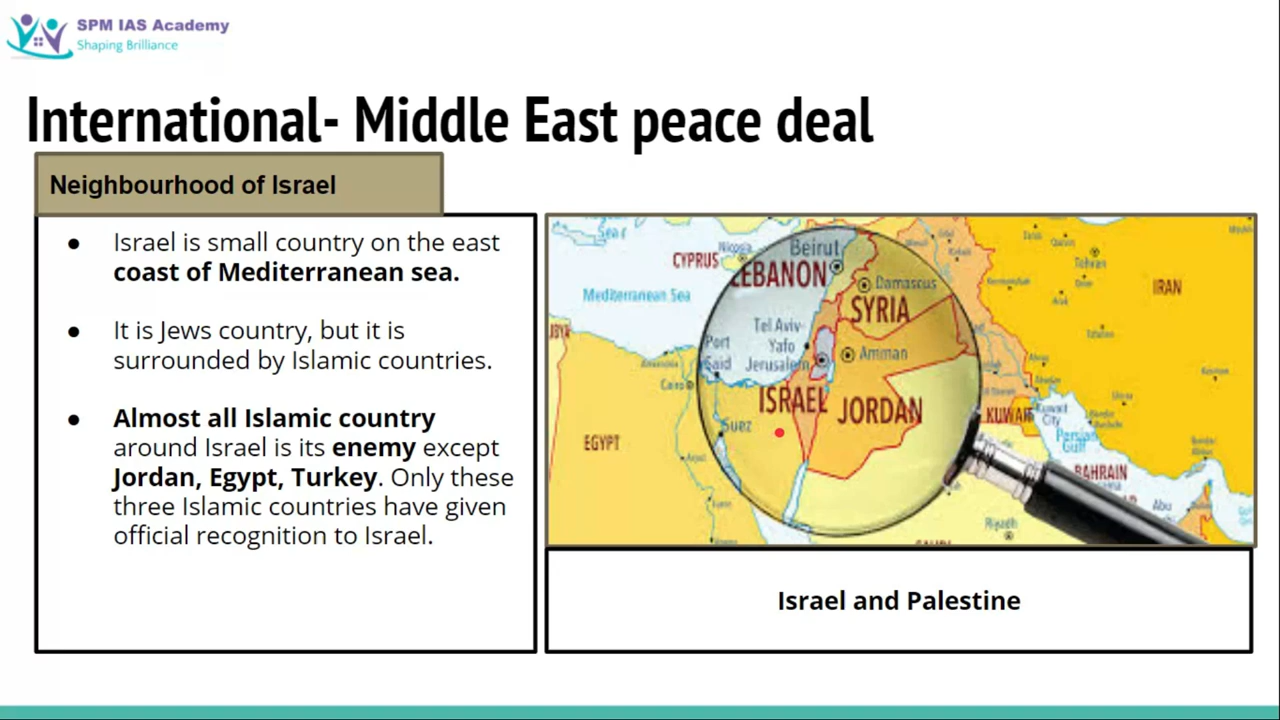 SPM IAS Academy
Shaping Brilliance
International- Middle East peace deal
Neighbourhood of Israel
● Israel is small country on the east
coast of Mediterranean sea.
● It is Jews country, but it is
surrounded by Islamic countries.
● Almost all Islamic country
around Israel is its enemy except
Jordan, Egypt, Turkey. Only these
three Islamic countries have given
official recognition to Israel.
CYPRUS
Nicosia
Beirut
LEBANON
Damascus
SYRIA
Tehran
IRAN
Mediterranean Sea
Tel Aviv-
Yafo
Port
Said
Jerusalem
Amman
Cairo
ISRAEL
JORDAN
Suez
EGYPT
KUWAIT
Kuwait
City
Persian
Gulf
BAHRAIN
Abu
Riyadh
Israel and Palestine